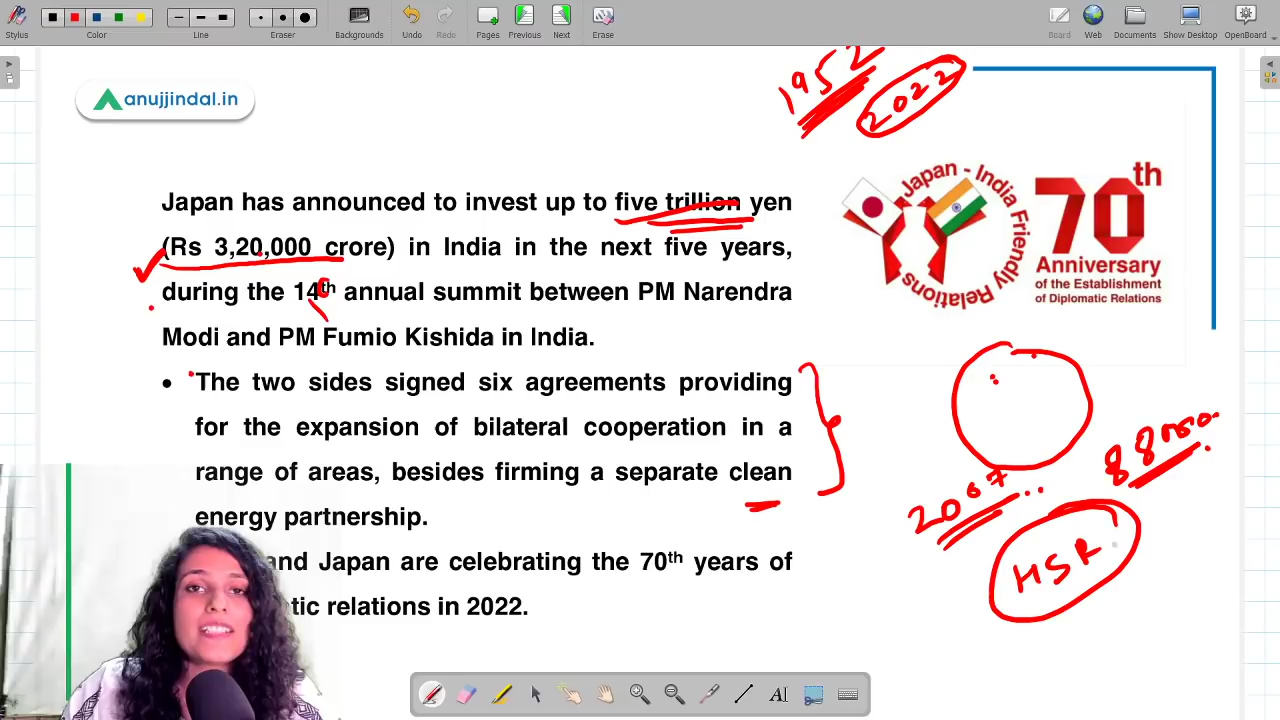 Stylus
Color
Line
Eraser
Backgrounds
Undo
Redo
Pages
Previous
Next
Erase
Board
Web
Documents
Show Desktop
OpenBoard
anujjindal.in
1952
2022
Japan has announced to invest up to five trillion yen
(Rs 3,20,000 crore) in India in the next five years,
during the 14th annual summit between PM Narendra
Modi and PM Fumio Kishida in India.
• The two sides signed six agreements providing
for the expansion of bilateral cooperation in a
range of areas, besides firming a separate clean
energy partnership.
and Japan are celebrating the 70th years of
tic relations in 2022.
Japan - India Friendly Relations
70th
Anniversary
of the Establishment
of Diplomatic Relations
2067
HSR
AI